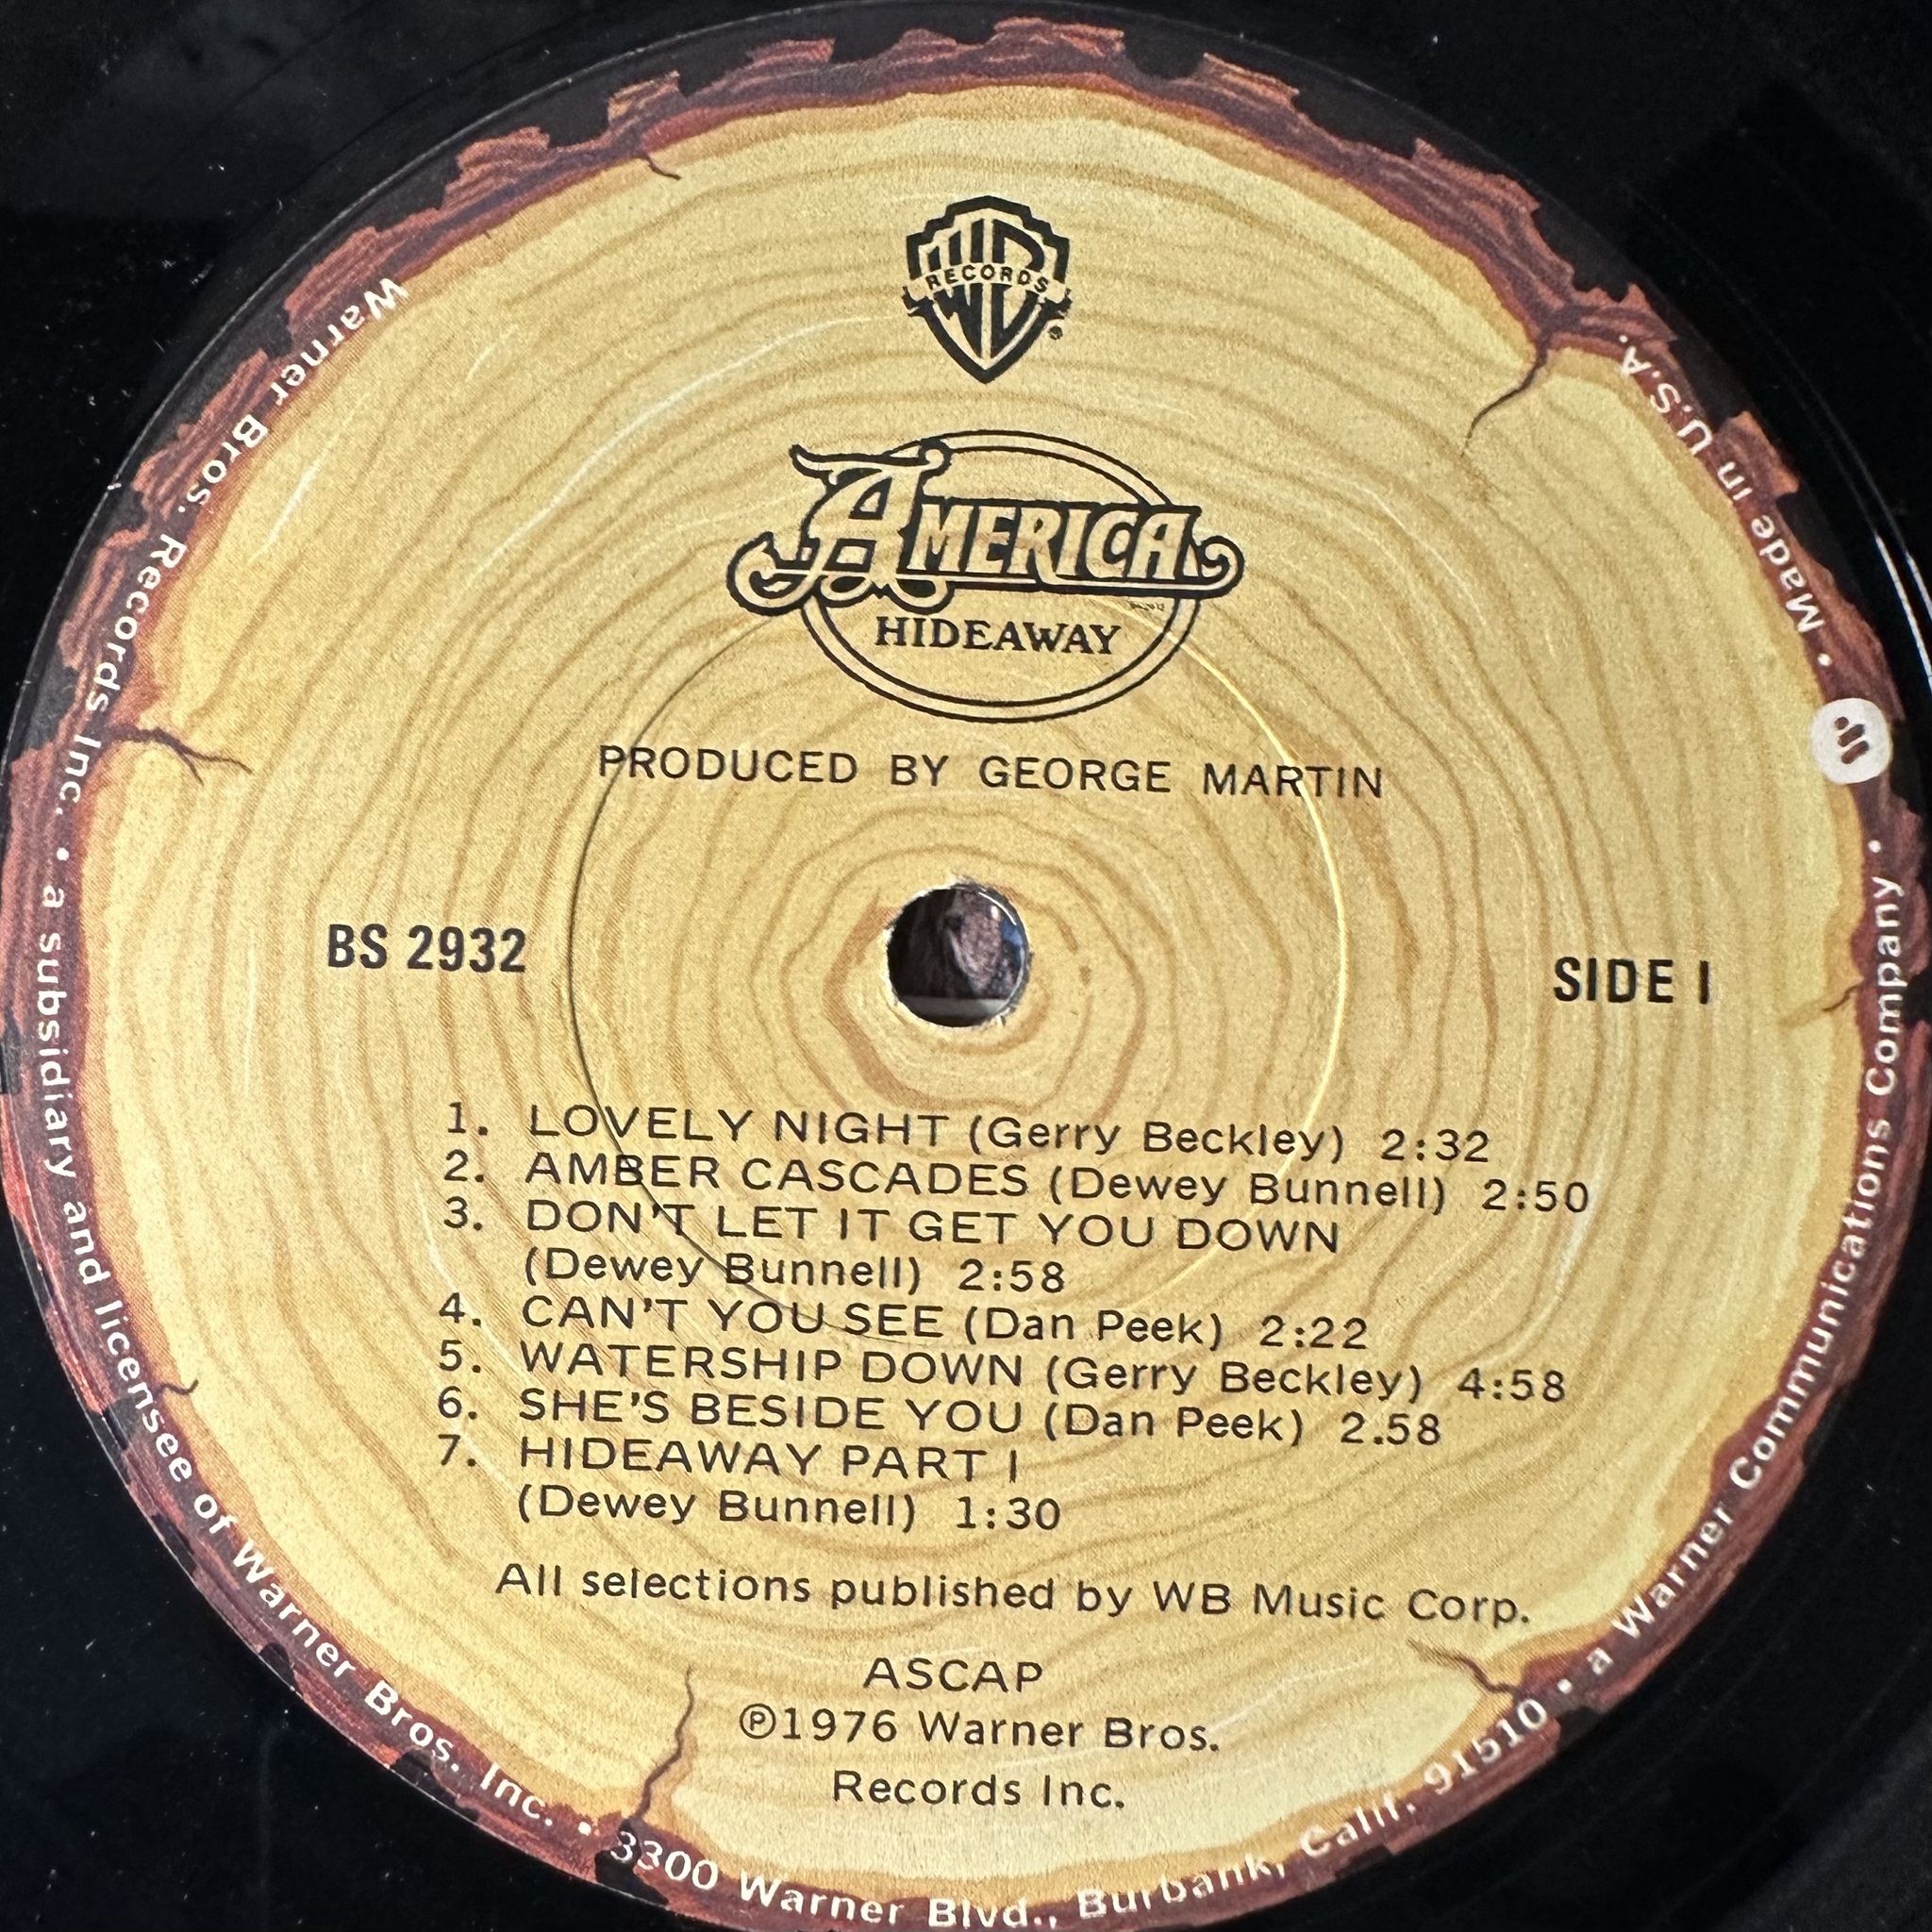 WB
RECORDS
®
AMERICA
HIDEAWAY
PRODUCED BY GEORGE MARTIN
BS 2932
SIDE I
1. LOVELY NIGHT (Gerry Beckley) 2:32
2. AMBER CASCADES (Dewey Bunnell) 2:50
3. DON'T LET IT GET YOU DOWN
(Dewey Bunnell) 2:58
4. CAN'T YOU SEE (Dan Peek) 2:22
5. WATERSHIP DOWN (Gerry Beckley) 4:58
6. SHE'S BESIDE YOU (Dan Peek) 2.58
7. HIDEAWAY PART I
(Dewey Bunnell) 1:30
All selections published by WB Music Corp.
ASCAP
℗1976 Warner Bros.
Records Inc.
Warner Bros. Records Inc. • a subsidiary and licensee of Warner Bros. Inc. • 3300 Warner Blvd., Burbank, Calif. 91510 • a Warner Communications Company • • Made in U.S.A.